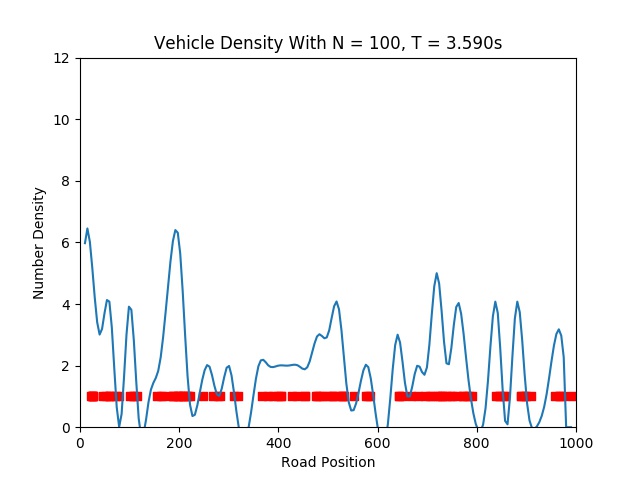 Vehicle Density With N = 100, T = 3.590s
12
10
8
6
4
2
0
Number Density
0 200 400 600 800 1000
Road Position